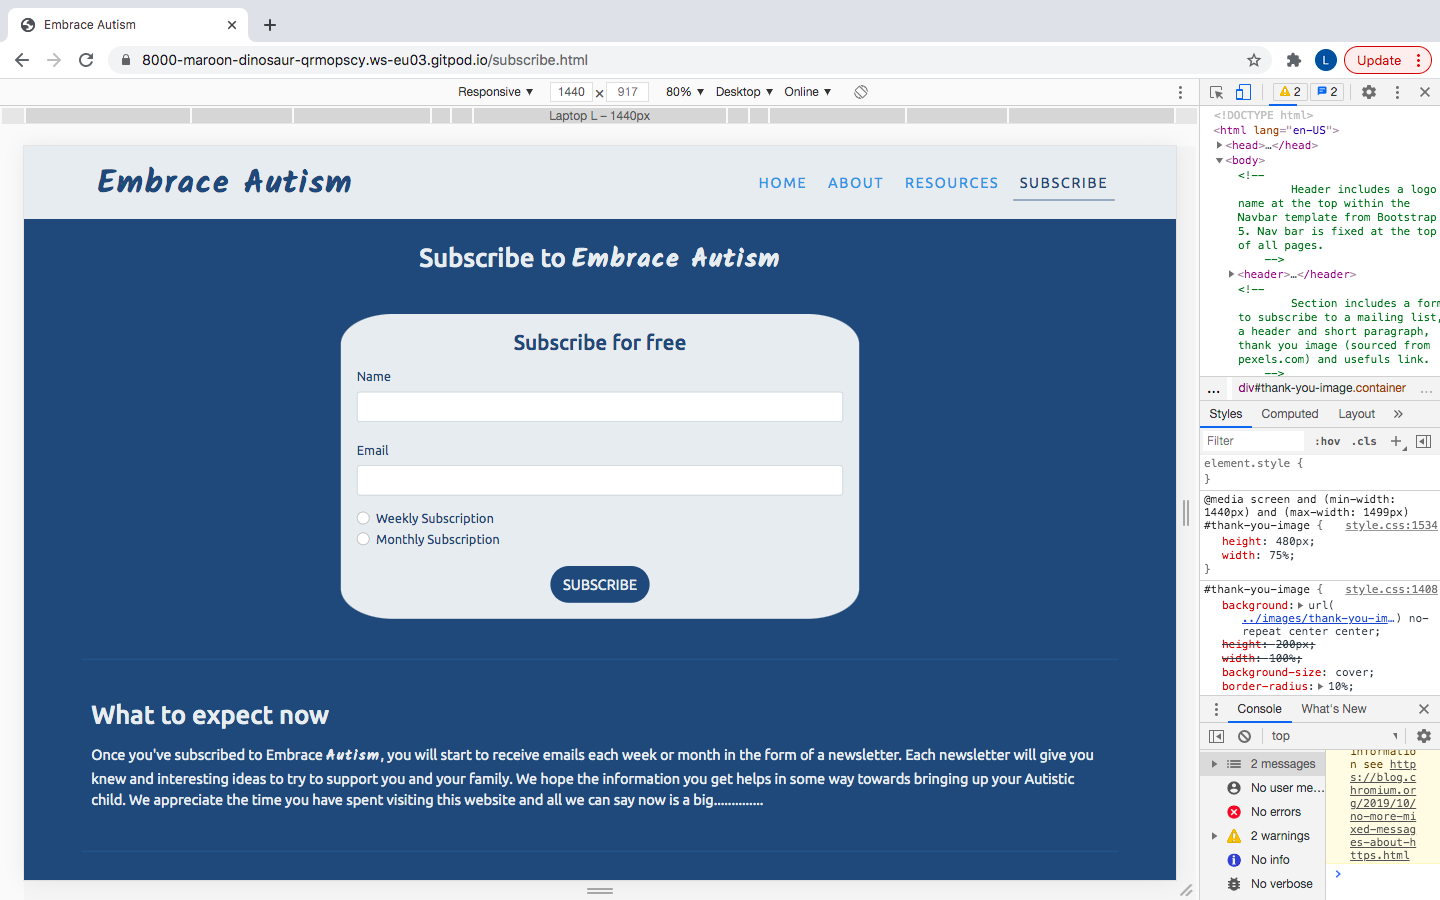 Embrace Autism
8000-maroon-dinosaur-qrmopscy.ws-eu03.gitpod.io/subscribe.html
L
Update
Responsive ▼ 1440 × 917 80% ▼ Desktop ▼ Online ▼
2 2
Laptop L – 1440px
Embrace Autism
HOME ABOUT RESOURCES SUBSCRIBE
Subscribe to Embrace Autism
Subscribe for free
Name
Email
Weekly Subscription
Monthly Subscription
SUBSCRIBE
What to expect now
Once you've subscribed to Embrace Autism, you will start to receive emails each week or month in the form of a newsletter. Each newsletter will give you
knew and interesting ideas to try to support you and your family. We hope the information you get helps in some way towards bringing up your Autistic
child. We appreciate the time you have spent visiting this website and all we can say now is a big..............
<!DOCTYPE html>
<html lang="en-US">
<head>…</head>
<body>
<!--
Header includes a logo
name at the top within the
Navbar template from Bootstrap
5. Nav bar is fixed at the top
of all pages.
-->
<header>…</header>
<!--
Section includes a form
to subscribe to a mailing list,
a header and short paragraph,
thank you image (sourced from
pexels.com) and usefuls link.
-->
… div#thank-you-image.container …
Styles Computed Layout »
Filter :hov .cls +
element.style {
}
@media screen and (min-width:
1440px) and (max-width: 1499px)
#thank-you-image { style.css:1534
height: 480px;
width: 75%;
}
#thank-you-image { style.css:1408
background: url(
../images/thank-you-im…) no-
repeat center center;
height: 200px;
width: 100%;
background-size: cover;
border-radius: 10%;
Console What's New
top
2 messages
No user me…
No errors
2 warnings
No info
No verbose
informatio
n see http
s://blog.c
hromium.or
g/2019/10/
no-more-mi
xed-messag
es-about-h
ttps.html